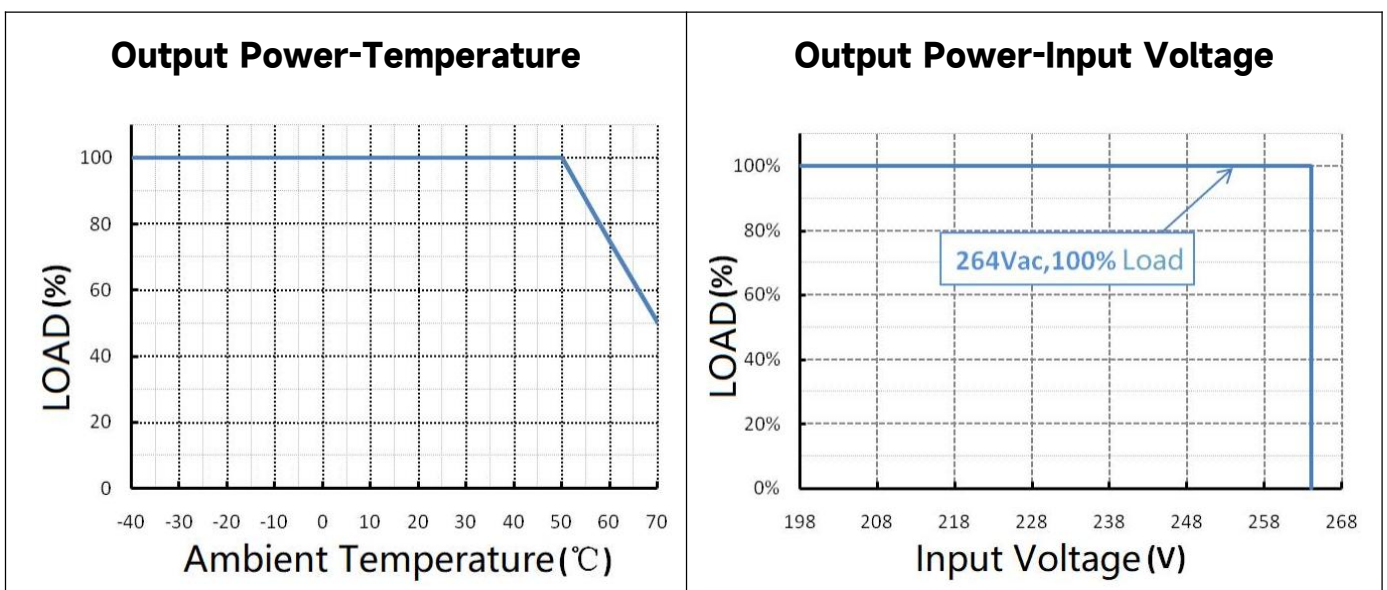 Output Power-Temperature
100
80
60
40
20
0
LOAD(%)
-40 -30 -20 -10 0 10 20 30 40 50 60 70
Ambient Temperature(℃)
Output Power-Input Voltage
100%
80%
60%
40%
20%
0%
LOAD(%)
264Vac,100% Load
198 208 218 228 238 248 258 268
Input Voltage(V)